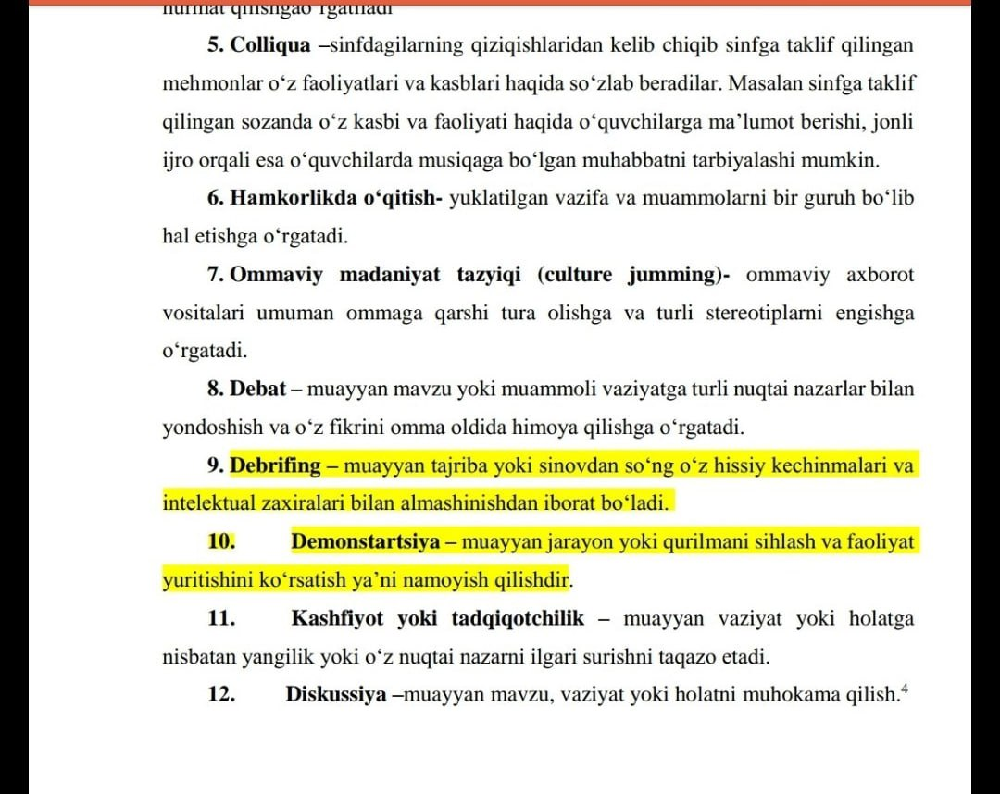 5. Colliqua –sinfdagilarning qiziqishlaridan kelib chiqib sinfga taklif qilingan
mehmonlar o‘z faoliyatlari va kasblari haqida so‘zlab beradilar. Masalan sinfga taklif
qilingan sozanda o‘z kasbi va faoliyati haqida o‘quvchilarga ma’lumot berishi, jonli
ijro orqali esa o‘quvchilarda musiqaga bo‘lgan muhabbatni tarbiyalashi mumkin.
6. Hamkorlikda o‘qitish- yuklatilgan vazifa va muammolarni bir guruh bo‘lib
hal etishga o‘rgatadi.
7. Ommaviy madaniyat tazyiqi (culture jumming)- ommaviy axborot
vositalari umuman ommaga qarshi tura olishga va turli stereotiplarni engishga
o‘rgatadi.
8. Debat – muayyan mavzu yoki muammoli vaziyatga turli nuqtai nazarlar bilan
yondoshish va o‘z fikrini omma oldida himoya qilishga o‘rgatadi.
9. Debrifing – muayyan tajriba yoki sinovdan so‘ng o‘z hissiy kechinmalari va
intelektual zaxiralari bilan almashinishdan iborat bo‘ladi.
10. Demonstartsiya – muayyan jarayon yoki qurilmani sihlash va faoliyat
yuritishini ko‘rsatish ya’ni namoyish qilishdir.
11. Kashfiyot yoki tadqiqotchilik – muayyan vaziyat yoki holatga
nisbatan yangilik yoki o‘z nuqtai nazarni ilgari surishni taqazo etadi.
12. Diskussiya –muayyan mavzu, vaziyat yoki holatni muhokama qilish.⁴